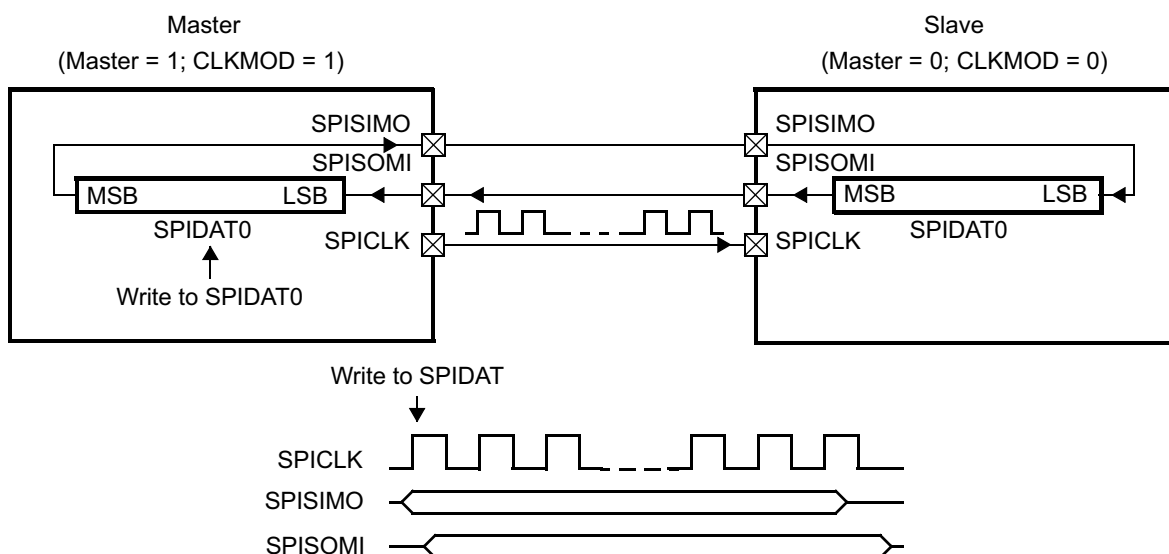 Master
(Master = 1; CLKMOD = 1)
Slave
(Master = 0; CLKMOD = 0)
SPISIMO
SPISOMI
MSB LSB
SPIDAT0
SPICLK
Write to SPIDAT0
SPISIMO
SPISOMI
MSB LSB
SPIDAT0
SPICLK
Write to SPIDAT
SPICLK
SPISIMO
SPISOMI